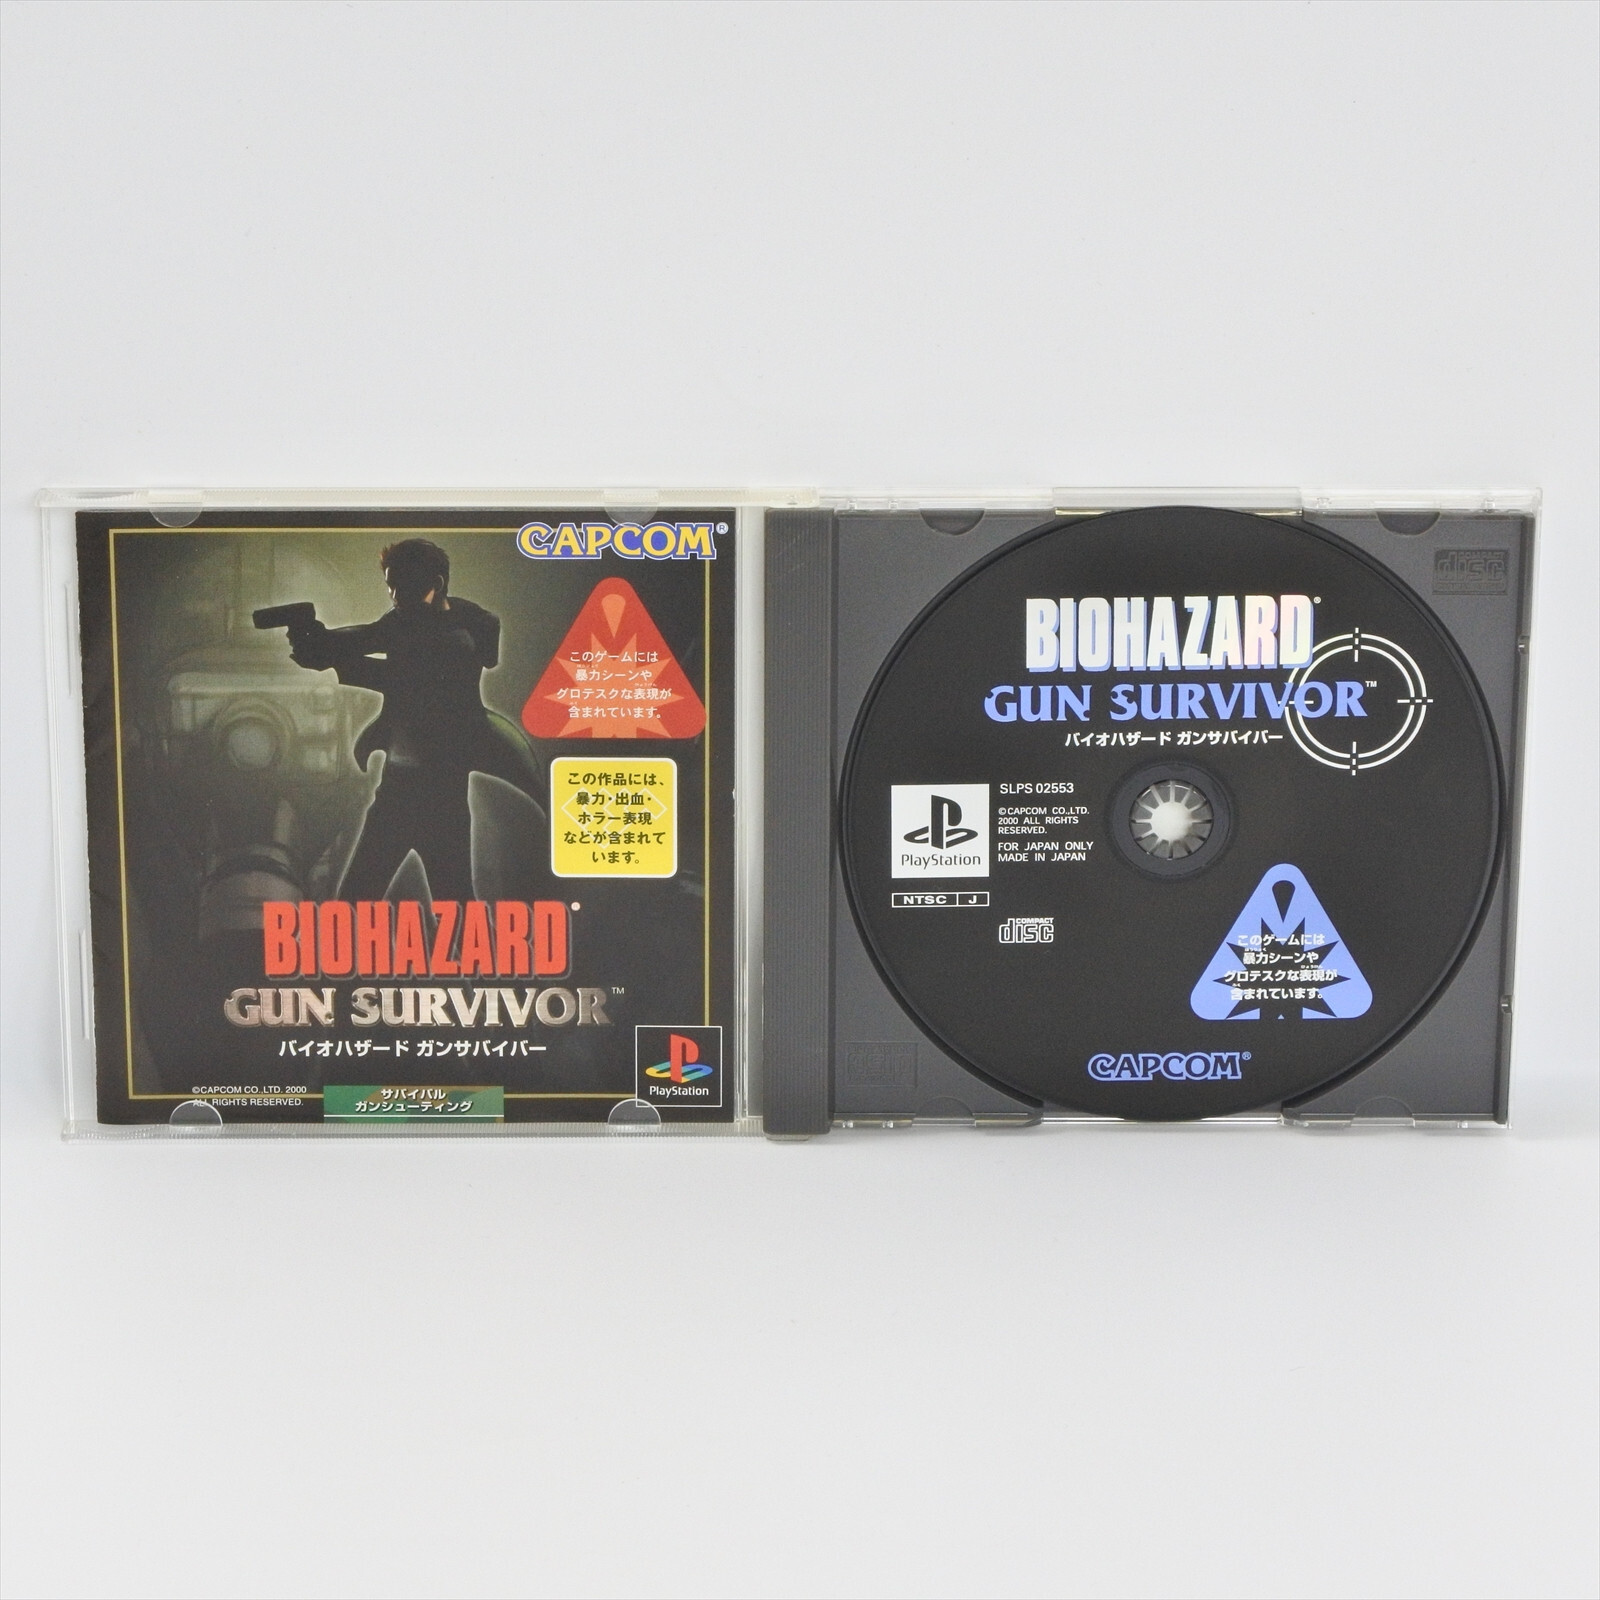 CAPCOM®
このゲームには
暴力シーンや
グロテスクな表現が
含まれています。
この作品には、
暴力・出血・
ホラー表現
などが含まれて
います。
BIOHAZARD®
GUN SURVIVOR™
バイオハザード ガンサバイバー
©CAPCOM CO.,LTD. 2000
ALL RIGHTS RESERVED.
サバイバル
ガンシューティング
PlayStation
BIOHAZARD®
GUN SURVIVOR™
バイオハザード ガンサバイバー
SLPS 02553
©CAPCOM CO.,LTD.
2000 ALL RIGHTS
RESERVED.
FOR JAPAN ONLY
MADE IN JAPAN
PlayStation
NTSC J
COMPACT
disc
このゲームには
暴力シーンや
グロテスクな表現が
含まれています。
CAPCOM®
COMPACT
disc